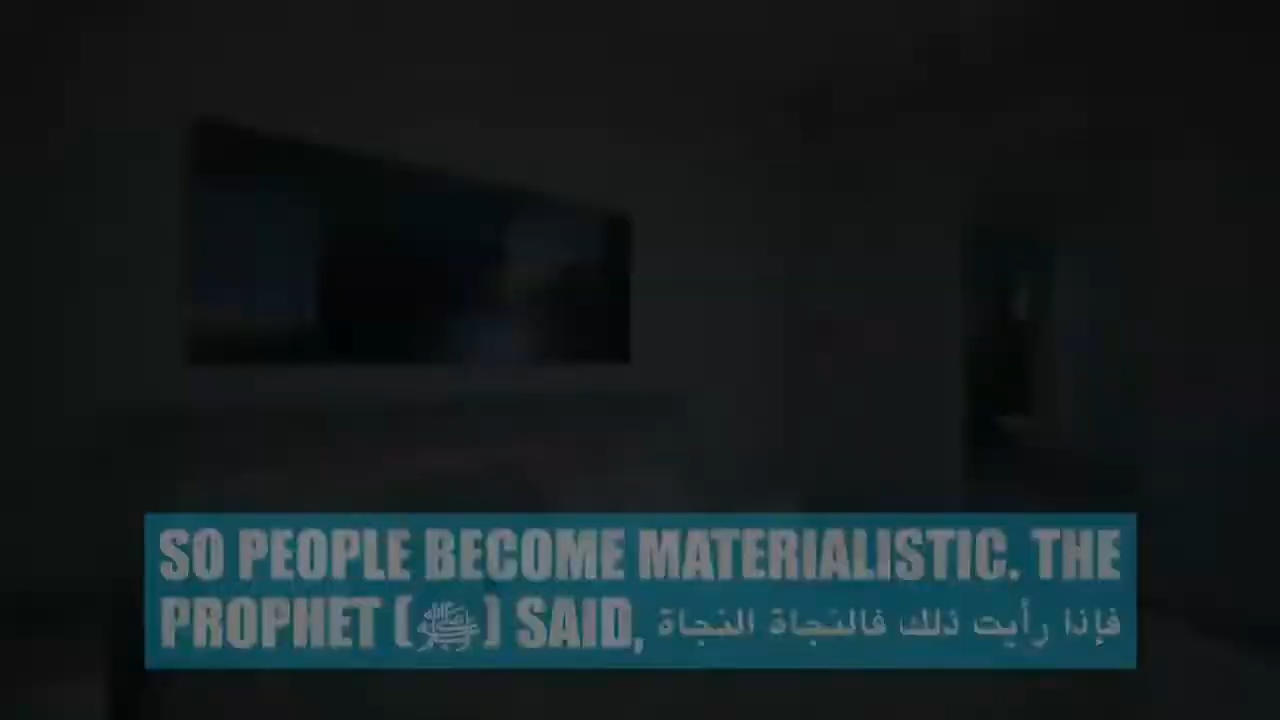 SO PEOPLE BECOME MATERIALISTIC. THE
PROPHET (ﷺ) SAID, فإذا رأيت ذلك فالنجاة النجاة